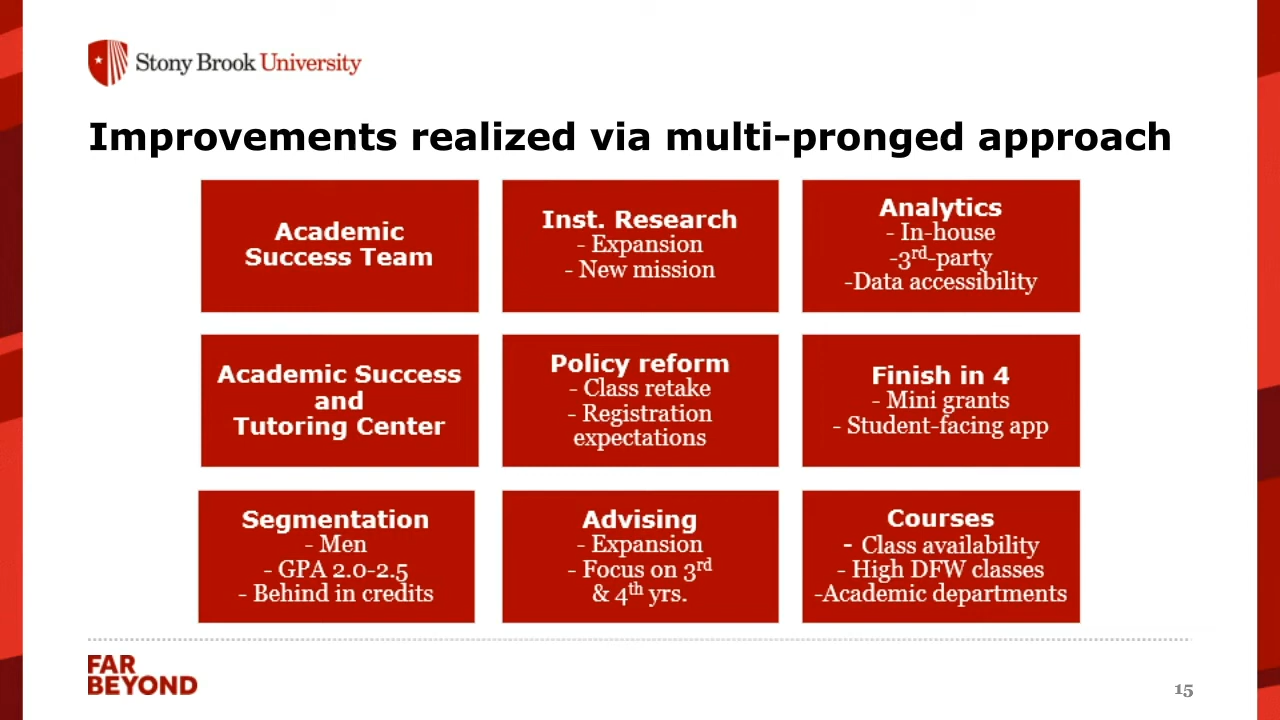 Stony Brook University
Improvements realized via multi-pronged approach
Academic
Success Team
Inst. Research
- Expansion
- New mission
Analytics
- In-house
-3rd-party
-Data accessibility
Academic Success
and
Tutoring Center
Policy reform
- Class retake
- Registration
expectations
Finish in 4
- Mini grants
- Student-facing app
Segmentation
- Men
- GPA 2.0-2.5
- Behind in credits
Advising
- Expansion
- Focus on 3rd
& 4th yrs.
Courses
- Class availability
- High DFW classes
-Academic departments
FAR
BEYOND
15